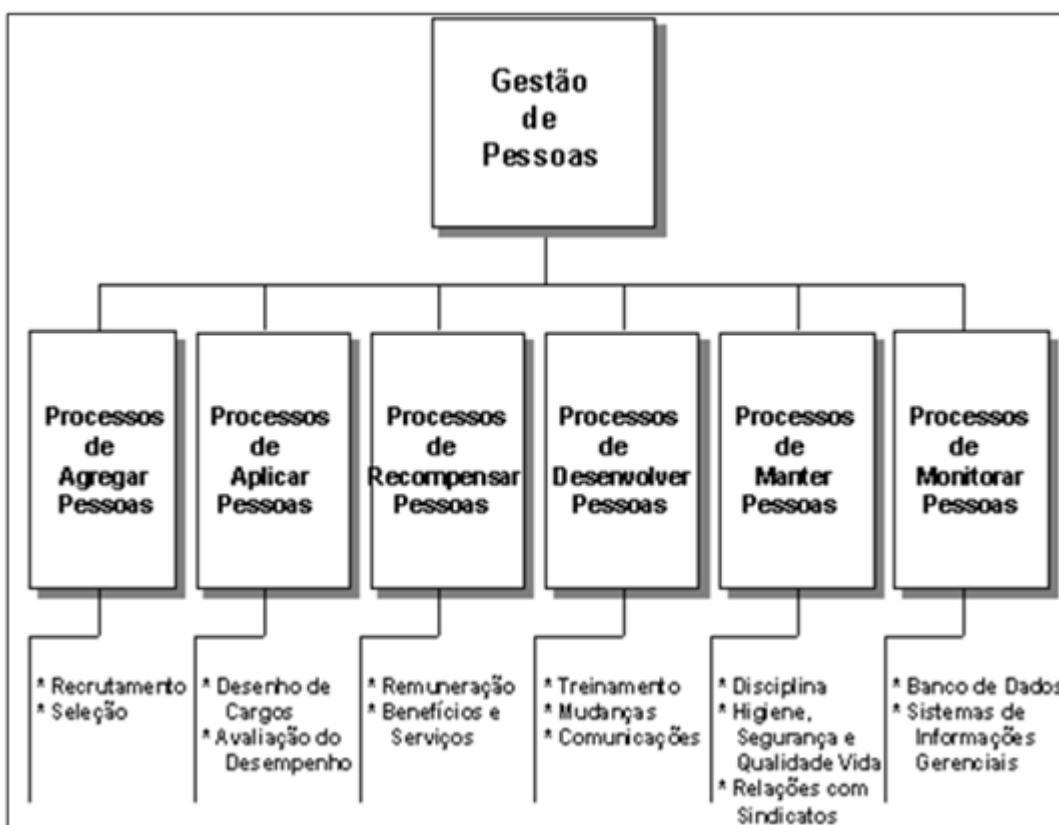 Gestão
de
Pessoas
Processos
de
Agregar
Pessoas
Processos
de
Aplicar
Pessoas
Processos
de
Recompensar
Pessoas
Processos
de
Desenvolver
Pessoas
Processos
de
Manter
Pessoas
Processos
de
Monitorar
Pessoas
* Recrutamento
* Seleção
* Desenho de
Cargos
* Avaliação do
Desempenho
* Remuneração
* Benefícios e
Serviços
* Treinamento
* Mudanças
* Comunicações
* Disciplina
* Higiene,
Segurança e
Qualidade Vida
* Relações com
Sindicatos
* Banco de Dados
* Sistemas de
Informações
Gerenciais